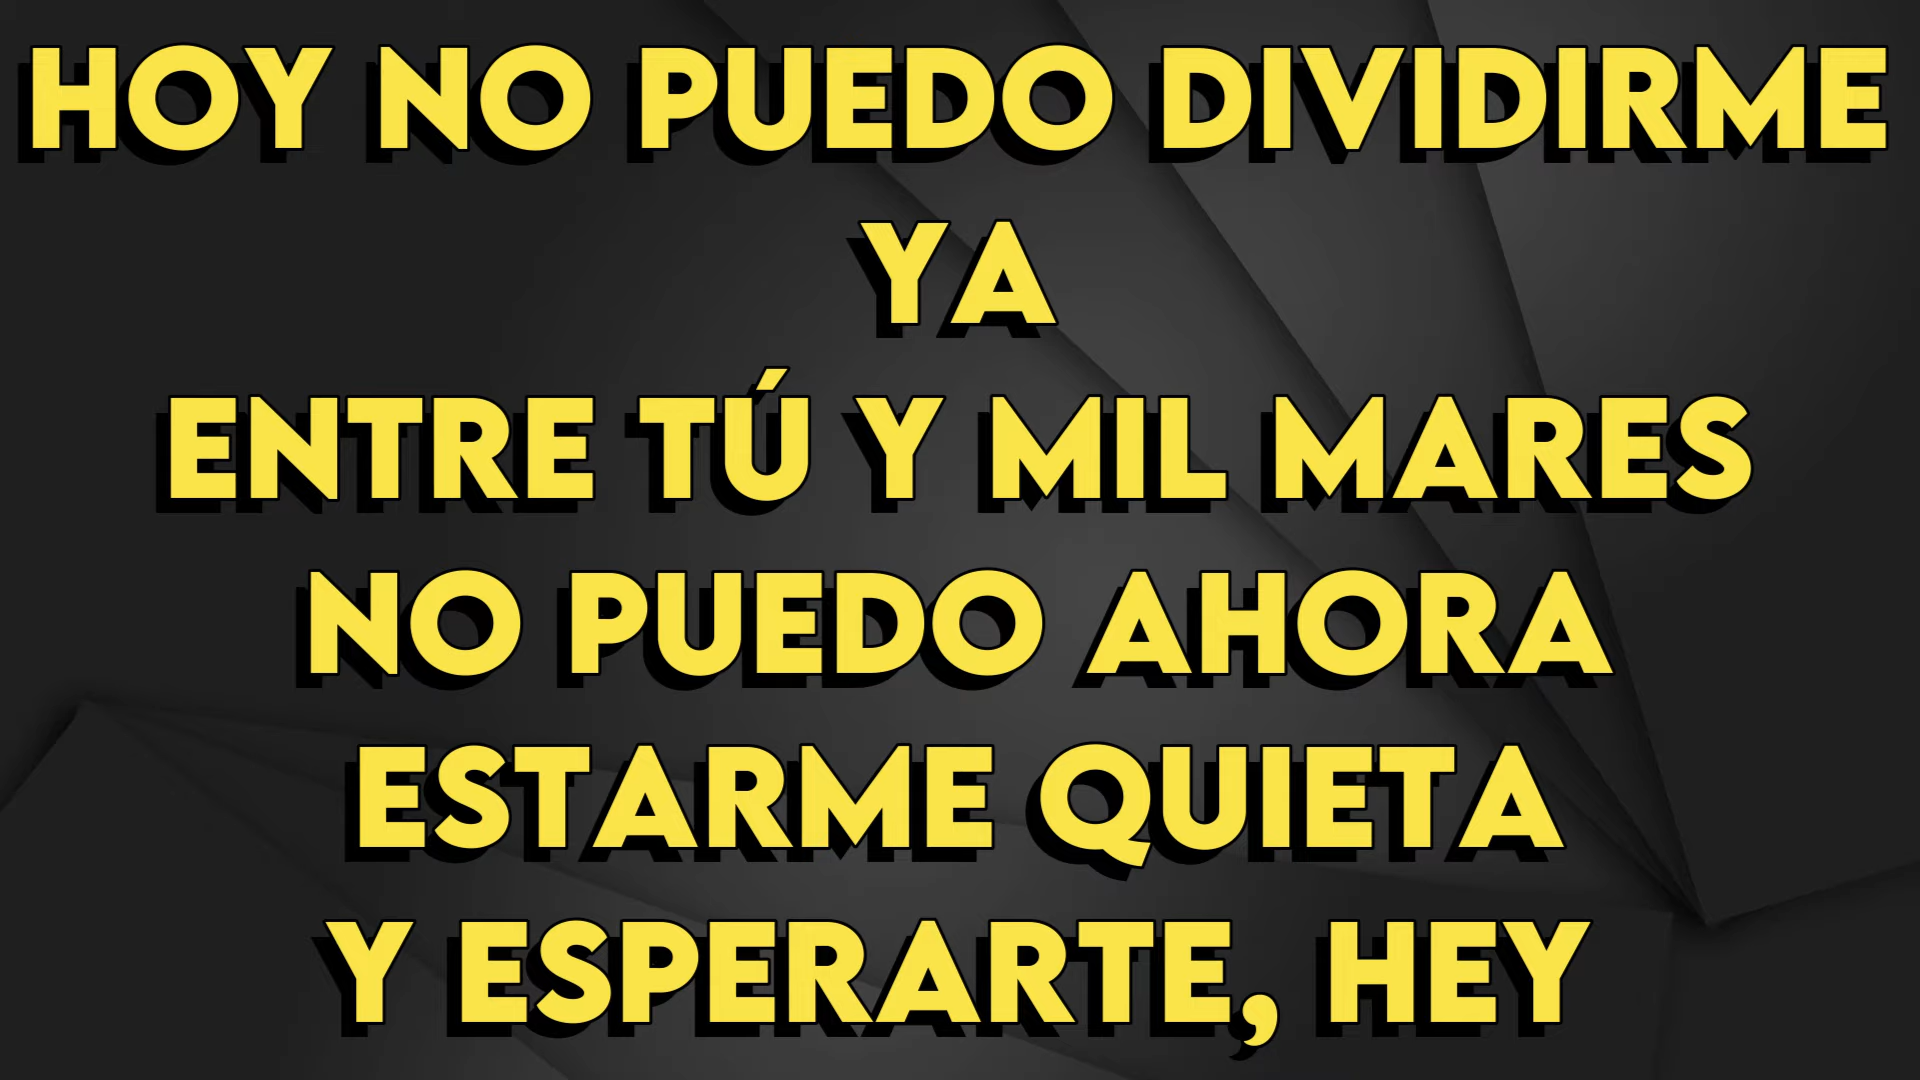 HOY NO PUEDO DIVIDIRME
YA
ENTRE TÚ Y MIL MARES
NO PUEDO AHORA
ESTARME QUIETA
Y ESPERARTE, HEY